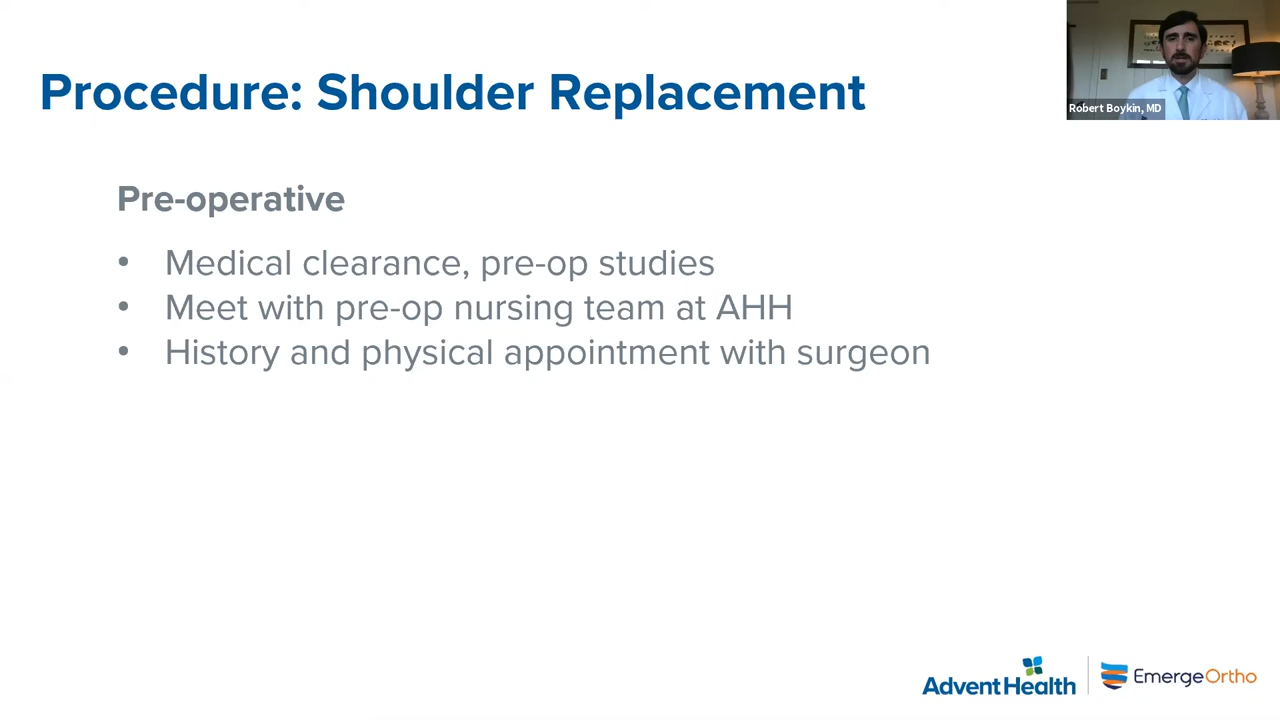 Procedure: Shoulder Replacement
Robert Boykin, MD
Pre-operative
• Medical clearance, pre-op studies
• Meet with pre-op nursing team at AHH
• History and physical appointment with surgeon
AdventHealth
EmergeOrtho